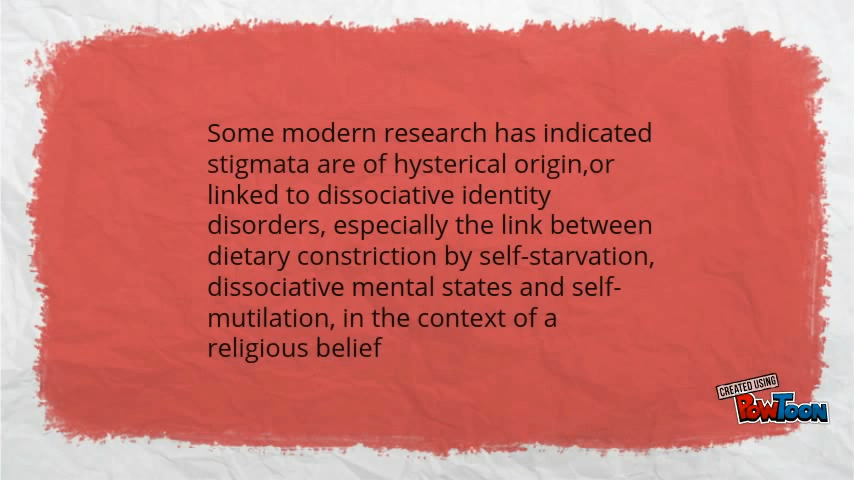 Some modern research has indicated
stigmata are of hysterical origin,or
linked to dissociative identity
disorders, especially the link between
dietary constriction by self-starvation,
dissociative mental states and self-
mutilation, in the context of a
religious belief
CREATED USING
POWTOON